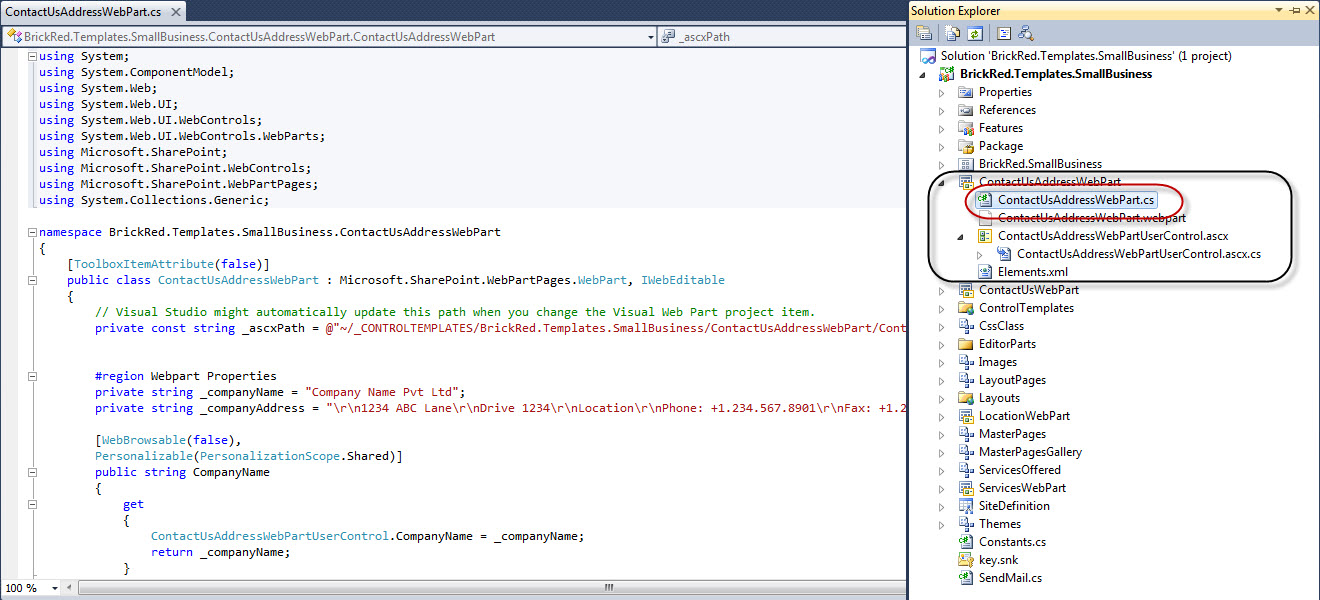 ContactUsAddressWebPart.cs
BrickRed.Templates.SmallBusiness.ContactUsAddressWebPart.ContactUsAddressWebPart
_ascxPath
using System;
using System.ComponentModel;
using System.Web;
using System.Web.UI;
using System.Web.UI.WebControls;
using System.Web.UI.WebControls.WebParts;
using Microsoft.SharePoint;
using Microsoft.SharePoint.WebControls;
using Microsoft.SharePoint.WebPartPages;
using System.Collections.Generic;
namespace BrickRed.Templates.SmallBusiness.ContactUsAddressWebPart
{
[ToolboxItemAttribute(false)]
public class ContactUsAddressWebPart : Microsoft.SharePoint.WebPartPages.WebPart, IWebEditable
{
// Visual Studio might automatically update this path when you change the Visual Web Part project item.
private const string _ascxPath = @"~/_CONTROLTEMPLATES/BrickRed.Templates.SmallBusiness/ContactUsAddressWebPart/Cont
#region Webpart Properties
private string _companyName = "Company Name Pvt Ltd";
private string _companyAddress = "\r\n1234 ABC Lane\r\nDrive 1234\r\nLocation\r\nPhone: +1.234.567.8901\r\nFax: +1.2
[WebBrowsable(false),
Personalizable(PersonalizationScope.Shared)]
public string CompanyName
{
get
{
ContactUsAddressWebPartUserControl.CompanyName = _companyName;
return _companyName;
}
100 %
Solution Explorer
Solution 'BrickRed.Templates.SmallBusiness' (1 project)
BrickRed.Templates.SmallBusiness
Properties
References
Features
Package
BrickRed.SmallBusiness
ContactUsAddressWebPart
ContactUsAddressWebPart.cs
ContactUsAddressWebPart.webpart
ContactUsAddressWebPartUserControl.ascx
ContactUsAddressWebPartUserControl.ascx.cs
Elements.xml
ContactUsWebPart
ControlTemplates
CssClass
EditorParts
Images
LayoutPages
Layouts
LocationWebPart
MasterPages
MasterPagesGallery
ServicesOffered
ServicesWebPart
SiteDefinition
Themes
Constants.cs
key.snk
SendMail.cs